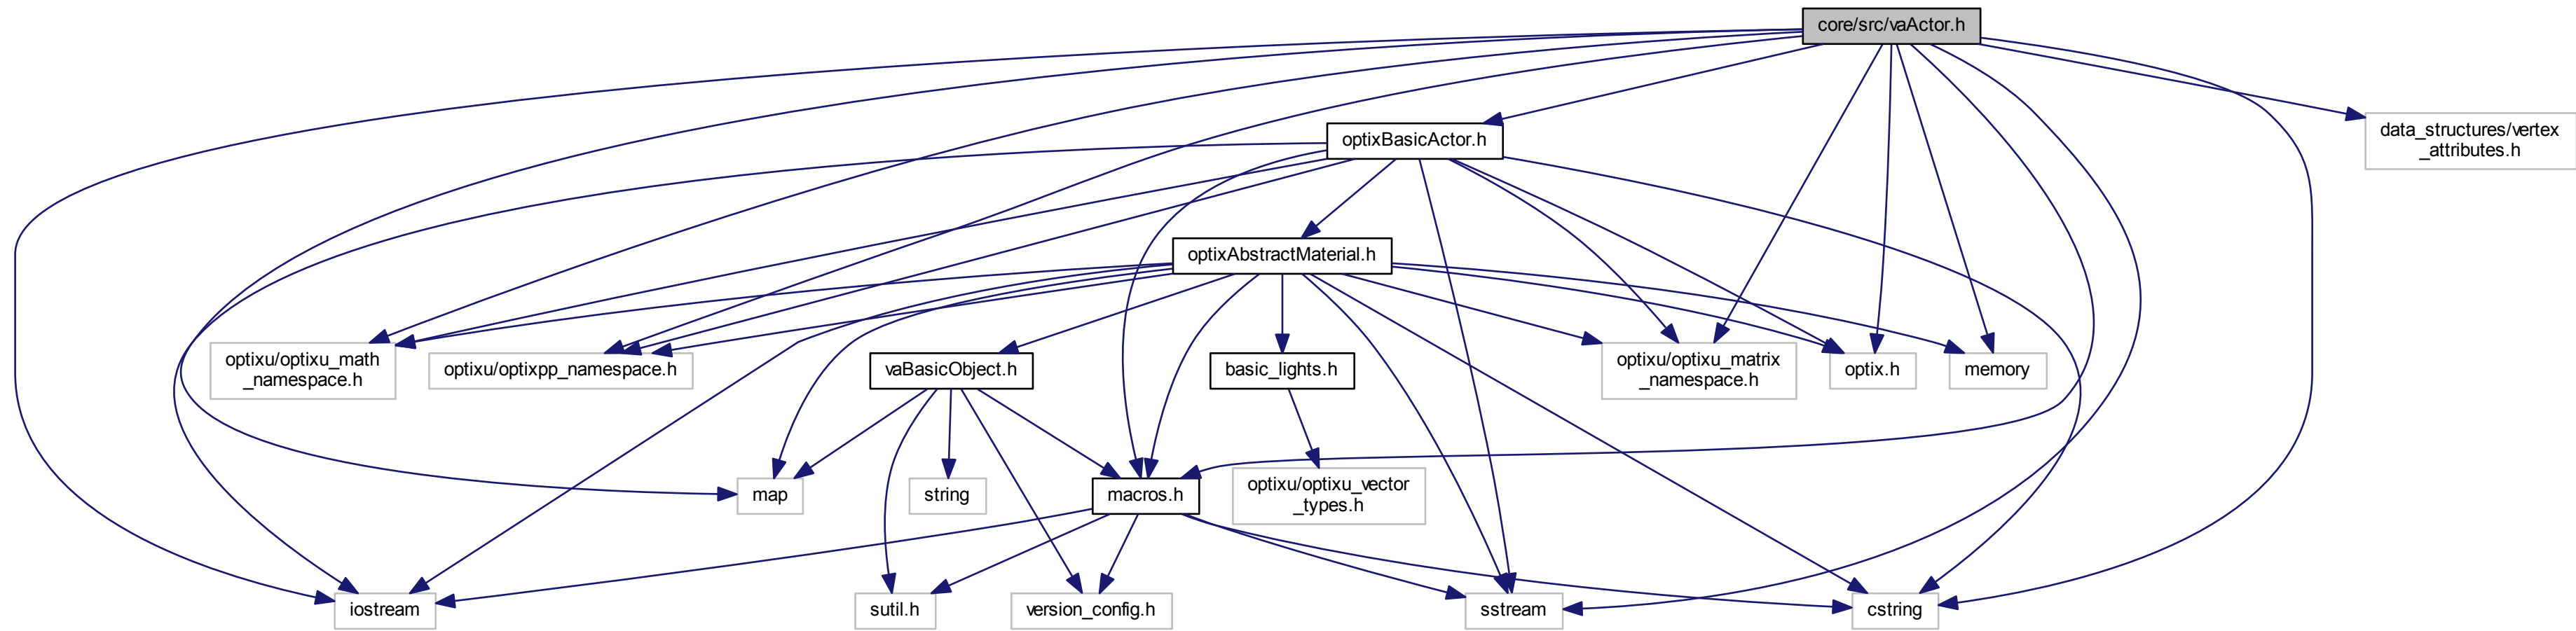 core/src/vaActor.h
optixBasicActor.h
data_structures/vertex
_attributes.h
optixAbstractMaterial.h
optixu/optixu_math
_namespace.h
optixu/optixpp_namespace.h
vaBasicObject.h
basic_lights.h
optixu/optixu_matrix
_namespace.h
optix.h
memory
map
string
macros.h
optixu/optixu_vector
_types.h
iostream
sutil.h
version_config.h
sstream
cstring